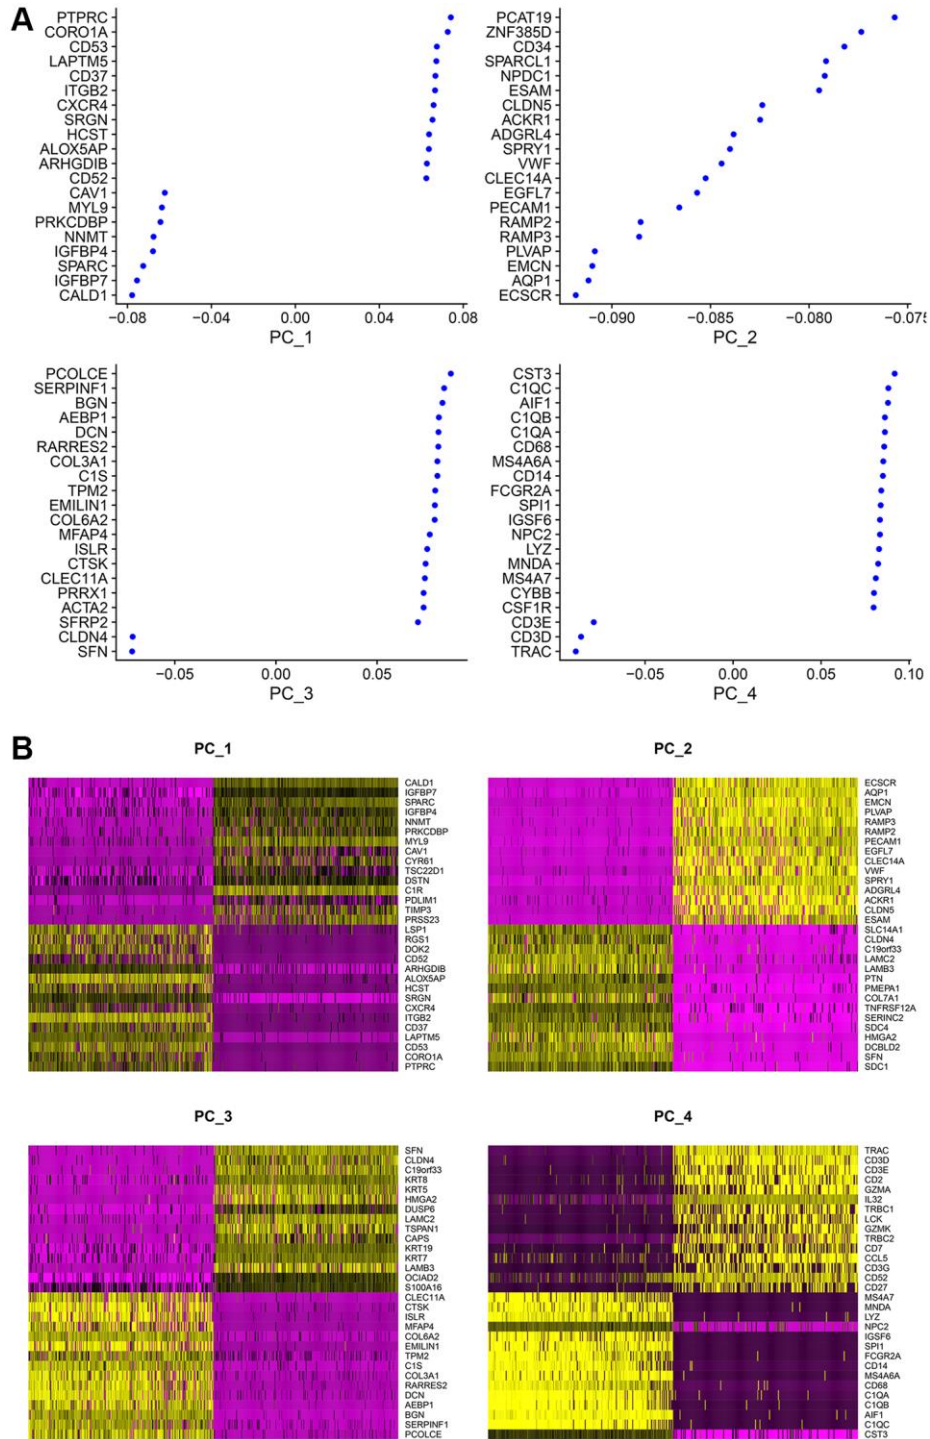 A
PTPRC
CORO1A
CD53
LAPTM5
CD37
ITGB2
CXCR4
SRGN
HCST
ALOX5AP
ARHGDIB
CD52
CAV1
MYL9
PRKCDBP
NNMT
IGFBP4
SPARC
IGFBP7
CALD1
−0.08 −0.04 0.00 0.04 0.08
PC_1
PCAT19
ZNF385D
CD34
SPARCL1
NPDC1
ESAM
CLDN5
ACKR1
ADGRL4
SPRY1
VWF
CLEC14A
EGFL7
PECAM1
RAMP2
RAMP3
PLVAP
EMCN
AQP1
ECSCR
−0.090 −0.085 −0.080 −0.075
PC_2
PCOLCE
SERPINF1
BGN
AEBP1
DCN
RARRES2
COL3A1
C1S
TPM2
EMILIN1
COL6A2
MFAP4
ISLR
CTSK
CLEC11A
PRRX1
ACTA2
SFRP2
CLDN4
SFN
−0.05 0.00 0.05
PC_3
CST3
C1QC
AIF1
C1QB
C1QA
CD68
MS4A6A
CD14
FCGR2A
SPI1
IGSF6
NPC2
LYZ
MNDA
MS4A7
CYBB
CSF1R
CD3E
CD3D
TRAC
−0.05 0.00 0.05 0.10
PC_4
B
PC_1
CALD1
IGFBP7
SPARC
IGFBP4
NNMT
PRKCDBP
MYL9
CAV1
CYR61
TSC22D1
DSTN
C1R
PDLIM1
TIMP3
PRSS23
LSP1
RGS1
DOK2
CD52
ARHGDIB
ALOX5AP
HCST
SRGN
CXCR4
ITGB2
CD37
LAPTM5
CD53
CORO1A
PTPRC
PC_2
ECSCR
AQP1
EMCN
PLVAP
RAMP3
RAMP2
PECAM1
EGFL7
CLEC14A
VWF
SPRY1
ADGRL4
ACKR1
CLDN5
ESAM
SLC14A1
CLDN4
C19orf33
LAMC2
LAMB3
PTN
PMEPA1
COL7A1
TNFRSF12A
SERINC2
SDC4
HMGA2
DCBLD2
SFN
SDC1
PC_3
SFN
CLDN4
C19orf33
KRT8
KRT5
HMGA2
DUSP6
LAMC2
TSPAN1
CAPS
KRT19
KRT7
LAMB3
OCIAD2
S100A16
CLEC11A
CTSK
ISLR
MFAP4
COL6A2
EMILIN1
TPM2
C1S
COL3A1
RARRES2
DCN
AEBP1
BGN
SERPINF1
PCOLCE
PC_4
TRAC
CD3D
CD3E
CD2
GZMA
IL32
TRBC1
LCK
GZMK
TRBC2
CD7
CCL5
CD3G
CD52
CD27
MS4A7
MNDA
LYZ
NPC2
IGSF6
SPI1
FCGR2A
CD14
MS4A6A
CD68
C1QA
C1QB
AIF1
C1QC
CST3